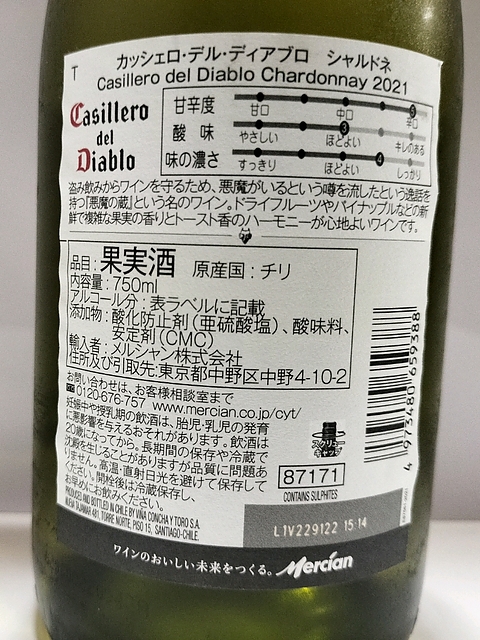 T
カッシェロ・デル・ディアブロ シャルドネ
Casillero del Diablo Chardonnay 2021
Casillero
del
Diablo
甘辛度 5
甘口 中口 辛口
酸味 3
やさしい ほどよい キレのある
味の濃さ 4
すっきり ほどよい しっかり
盗み飲みからワインを守るため、悪魔がいるという噂を流したという逸話を
持つ「悪魔の蔵」という名のワイン。ドライフルーツやパイナップルなどの新
鮮で複雑な果実の香りとトースト香のハーモニーが心地よいワインです。
品目:果実酒 原産国:チリ
内容量:750ml
アルコール分:表ラベルに記載
添加物:酸化防止剤(亜硫酸塩)、酸味料、
安定剤(CMC)
輸入者:メルシャン株式会社
住所及び引取先:東京都中野区中野4-10-2
お問い合わせは、お客様相談室まで
0120-676-757 www.mercian.co.jp/cyt/
妊娠中や授乳期の飲酒は、胎児・乳児の発育
に悪影響を与えるおそれがあります。飲酒は
20歳になってから。長期間の保存や冷蔵で
沈殿を生じることがありますが品質に問題あ
りません。高温・直射日光を避けて保存して
ください。開栓後は冷蔵保存し、
お早めにお飲みください。
PRODUCED AND BOTTLED IN CHILE BY VIÑA CONCHA Y TORO S.A.
NUEVA TAJAMAR 481, TORRE NORTE, PISO 15, SANTIAGO-CHILE.
スクリュー
キャップ
87171
CONTAINS SULPHITES
4 973480 659388
L1V229122 15:14
ワインのおいしい未来をつくる。 Mercian